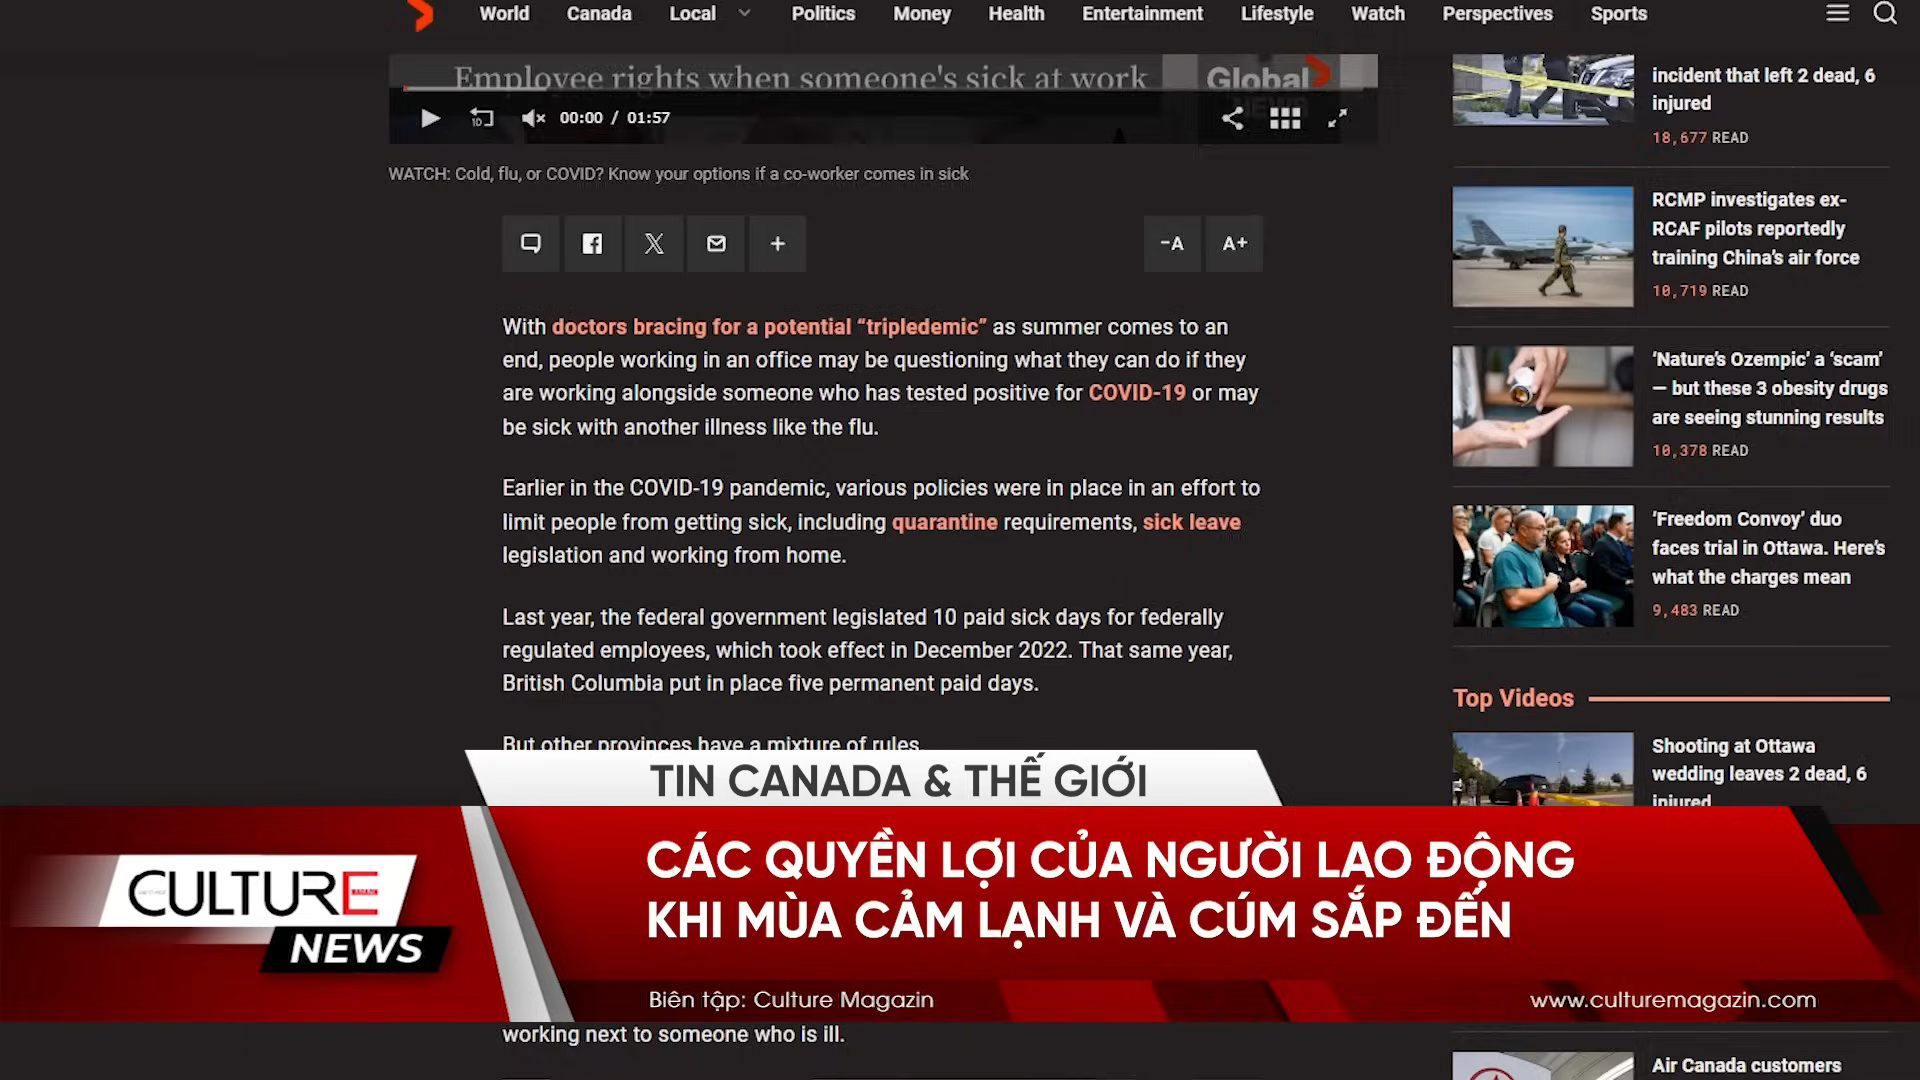 World Canada Local Politics Money Health Entertainment Lifestyle Watch Perspectives Sports
Employee rights when someone's sick at work
Global
NEWS
00:00 / 01:57
WATCH: Cold, flu, or COVID? Know your options if a co-worker comes in sick
-A A+
With doctors bracing for a potential “tripledemic” as summer comes to an
end, people working in an office may be questioning what they can do if they
are working alongside someone who has tested positive for COVID-19 or may
be sick with another illness like the flu.
Earlier in the COVID-19 pandemic, various policies were in place in an effort to
limit people from getting sick, including quarantine requirements, sick leave
legislation and working from home.
Last year, the federal government legislated 10 paid sick days for federally
regulated employees, which took effect in December 2022. That same year,
British Columbia put in place five permanent paid days.
But other provinces have a mixture of rules
incident that left 2 dead, 6
injured
18,677 READ
RCMP investigates ex-
RCAF pilots reportedly
training China’s air force
10,719 READ
‘Nature’s Ozempic’ a ‘scam’
— but these 3 obesity drugs
are seeing stunning results
10,378 READ
‘Freedom Convoy’ duo
faces trial in Ottawa. Here’s
what the charges mean
9,483 READ
Top Videos
Shooting at Ottawa
wedding leaves 2 dead, 6
injured
TIN CANADA & THẾ GIỚI
CULTURE
NEWS
CÁC QUYỀN LỢI CỦA NGƯỜI LAO ĐỘNG
KHI MÙA CẢM LẠNH VÀ CÚM SẮP ĐẾN
Biên tập: Culture Magazin
www.culturemagazin.com
working next to someone who is ill.
Air Canada customers